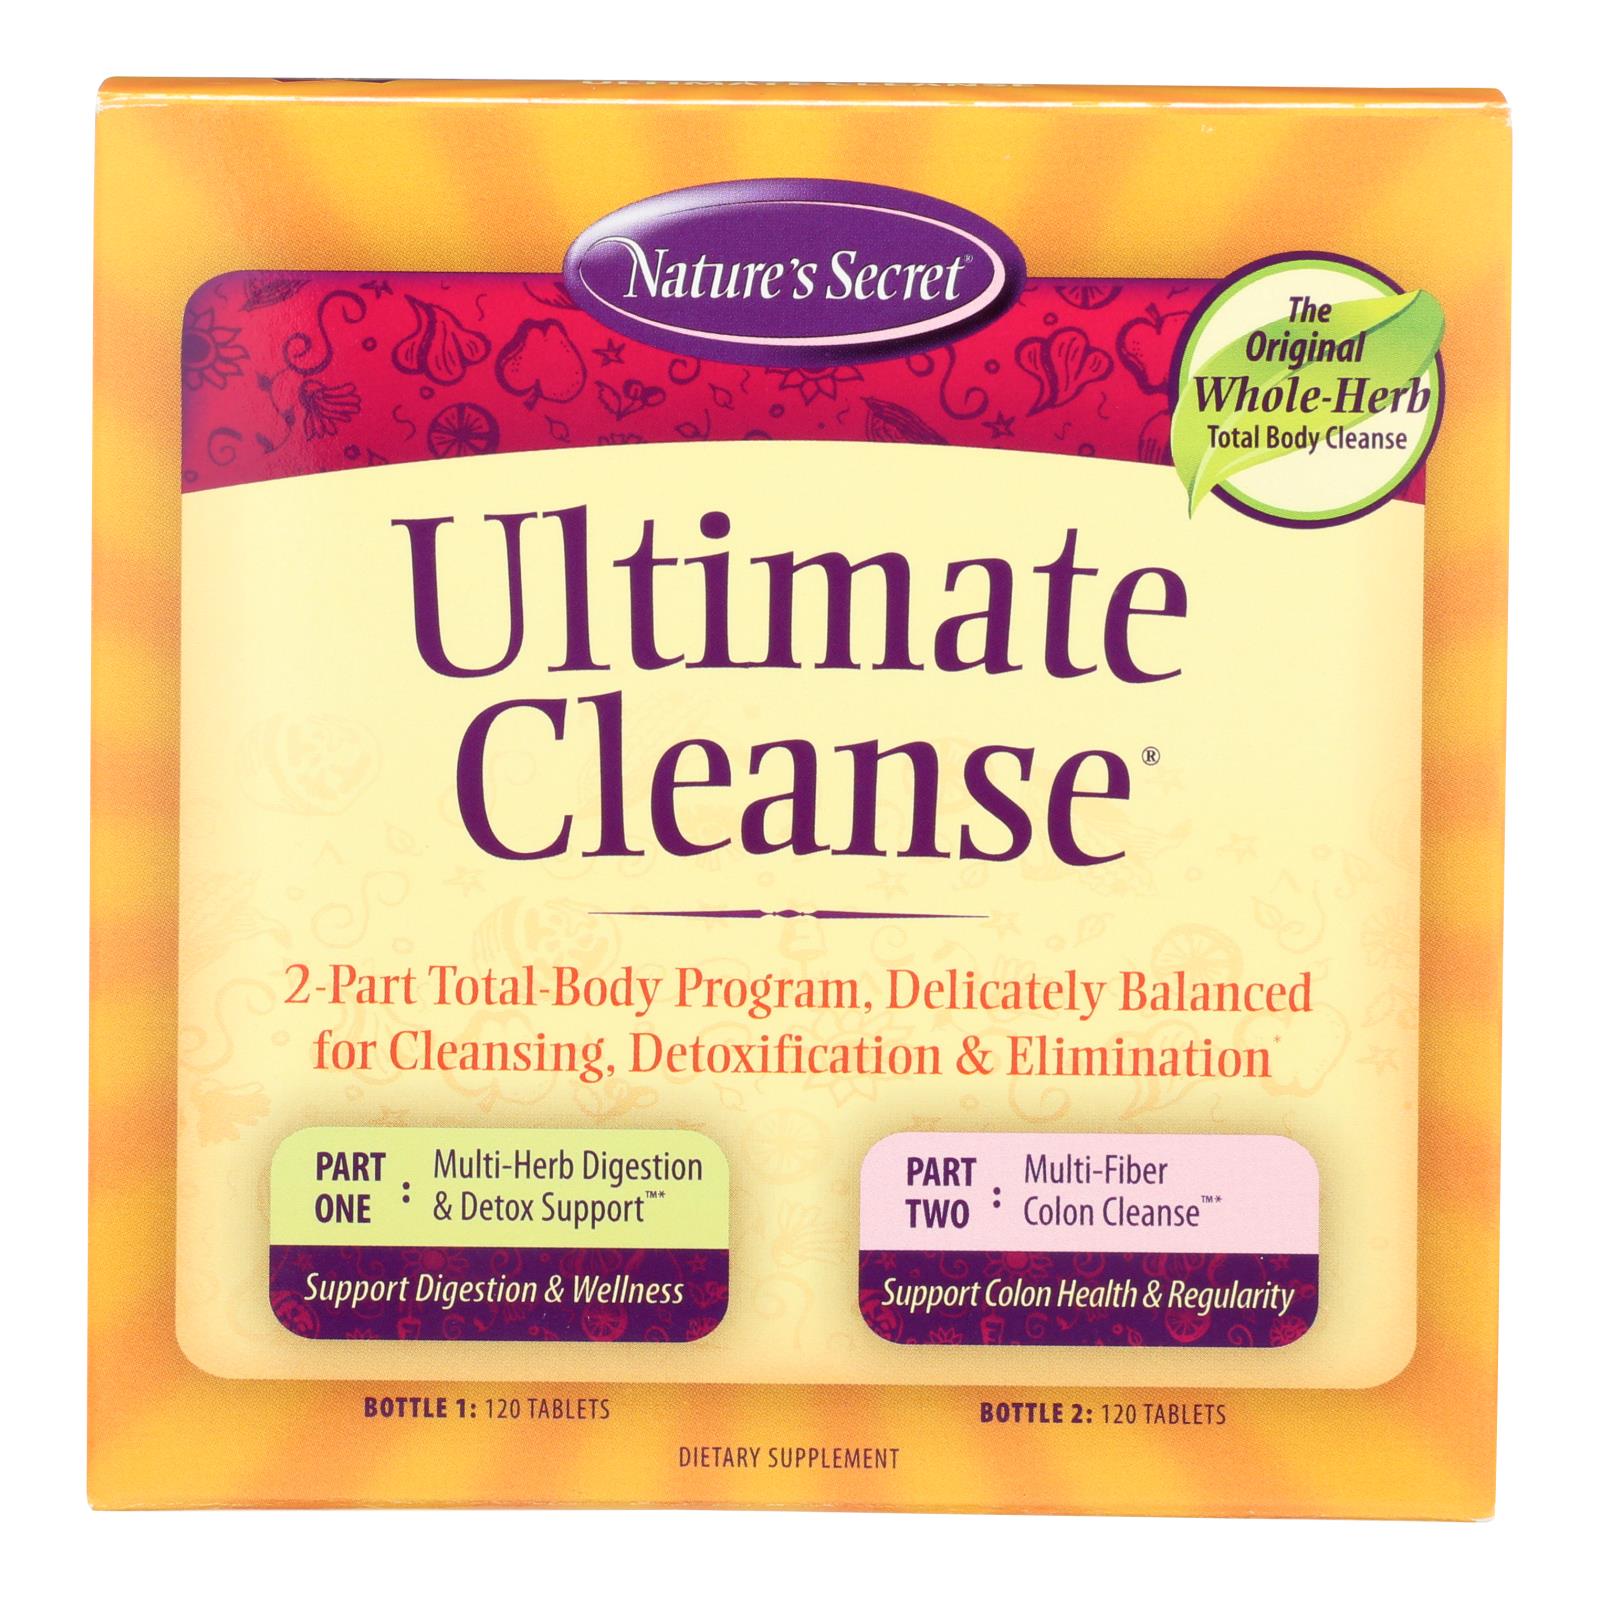 ULTIMATE CLEANSE
Nature's Secret®
The
Original
Whole-Herb
Total Body Cleanse
Ultimate
Cleanse®
2-Part Total-Body Program, Delicately Balanced
for Cleansing, Detoxification & Elimination*
PART ONE : Multi-Herb Digestion
& Detox Support™*
Support Digestion & Wellness
PART TWO : Multi-Fiber
Colon Cleanse™*
Support Colon Health & Regularity
BOTTLE 1: 120 TABLETS
BOTTLE 2: 120 TABLETS
DIETARY SUPPLEMENT